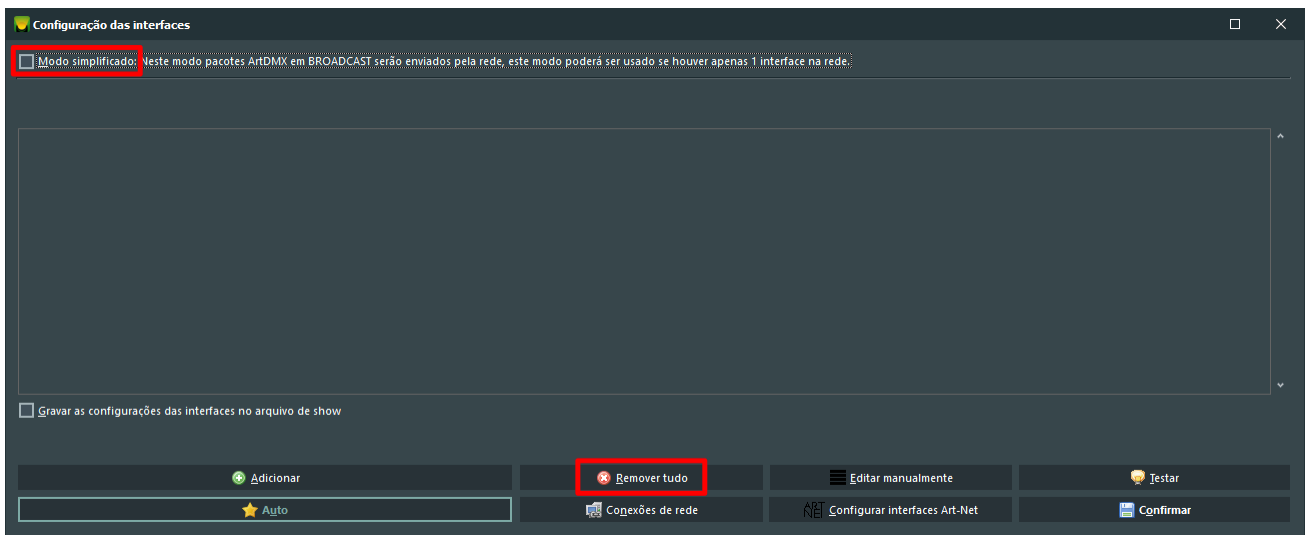 Configuração das interfaces
Modo simplificado: Neste modo pacotes ArtDMX em BROADCAST serão enviados pela rede, este modo poderá ser usado se houver apenas 1 interface na rede.
Gravar as configurações das interfaces no arquivo de show
Adicionar Remover tudo Editar manualmente Testar
Auto Conexões de rede ART NET Configurar interfaces Art-Net Confirmar